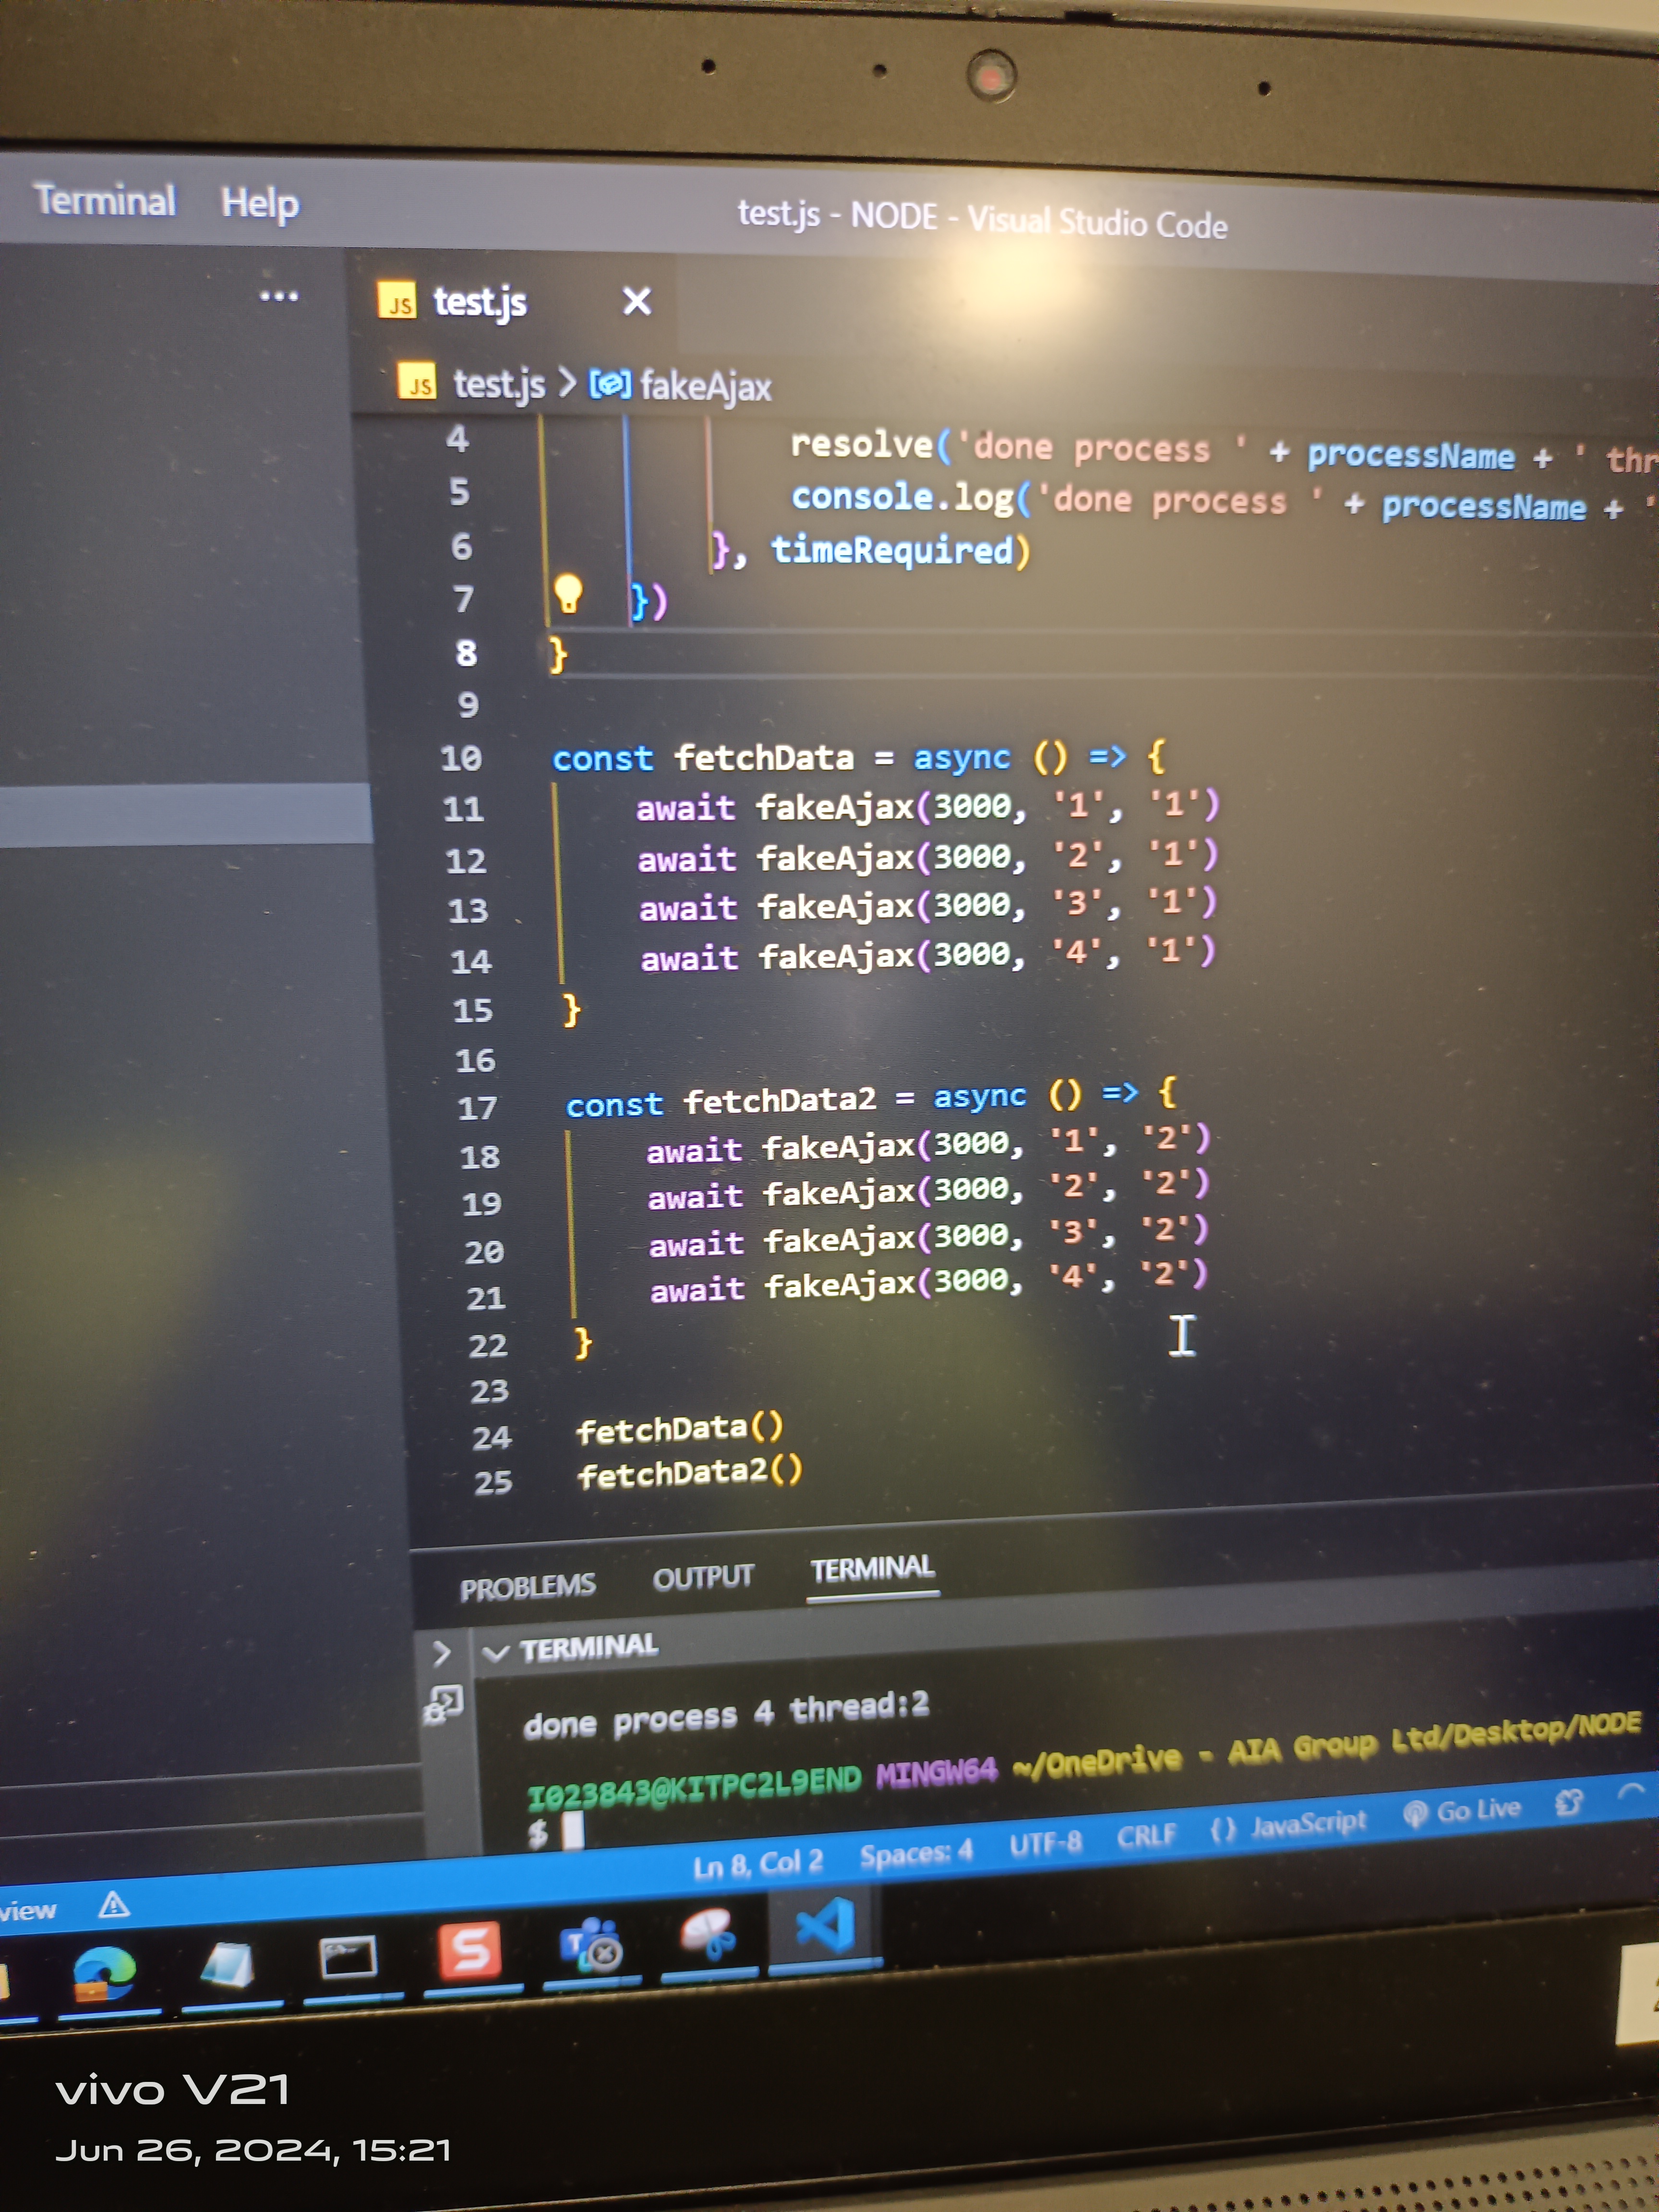 Terminal Help test.js - NODE - Visual Studio Code
··· JS test.js ×
JS test.js > fakeAjax
4 resolve('done process ' + processName + ' thr
5 console.log('done process ' + processName + '
6 }, timeRequired)
7 })
8 }
9
10 const fetchData = async () => {
11 await fakeAjax(3000, '1', '1')
12 await fakeAjax(3000, '2', '1')
13 await fakeAjax(3000, '3', '1')
14 await fakeAjax(3000, '4', '1')
15 }
16
17 const fetchData2 = async () => {
18 await fakeAjax(3000, '1', '2')
19 await fakeAjax(3000, '2', '2')
20 await fakeAjax(3000, '3', '2')
21 await fakeAjax(3000, '4', '2')
22 }
23
24 fetchData()
25 fetchData2()
PROBLEMS OUTPUT TERMINAL
TERMINAL
done process 4 thread:2
I023843@KITPC2L9END MINGW64 ~/OneDrive - AIA Group Ltd/Desktop/NODE
$
view Ln 8, Col 2 Spaces: 4 UTF-8 CRLF {} JavaScript Go Live
vivo V21
Jun 26, 2024, 15:21